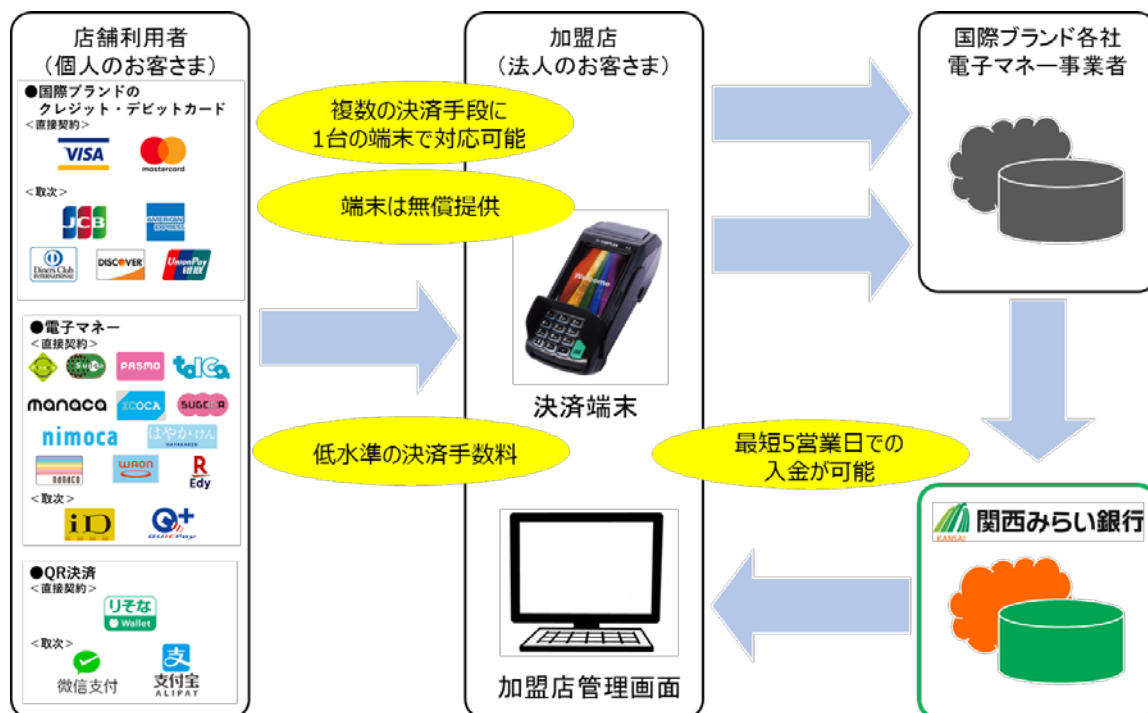 店舗利用者
（個人のお客さま）
●国際ブランドの
クレジット・デビットカード
＜直接契約＞
VISA
mastercard
＜取次＞
JCB
AMERICAN
EXPRESS
Diners Club
INTERNATIONAL
DISCOVER
UnionPay
银联
●電子マネー
＜直接契約＞
Suica
PASMO
toICa
manaca
ICOCA
SUGOCA
nimoca
はやかけん
HAYAKAKEN
nanaco
WAON
R
Edy
＜取次＞
iD
QUICPay
●QR決済
＜直接契約＞
りそな
Wallet
＜取次＞
微信支付
支
支付宝
ALIPAY
加盟店
（法人のお客さま）
複数の決済手段に
1台の端末で対応可能
端末は無償提供
Welcome
決済端末
低水準の決済手数料
最短5営業日での
入金が可能
加盟店管理画面
国際ブランド各社
電子マネー事業者
KANSAI
関西みらい銀行